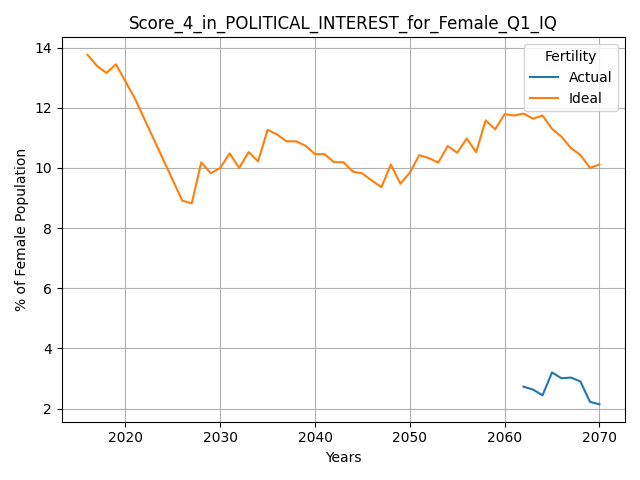 Score_4_in_POLITICAL_INTEREST_for_Female_Q1_IQ
Fertility
Actual
Ideal
% of Female Population
14
12
10
8
6
4
2
2020 2030 2040 2050 2060 2070
Years